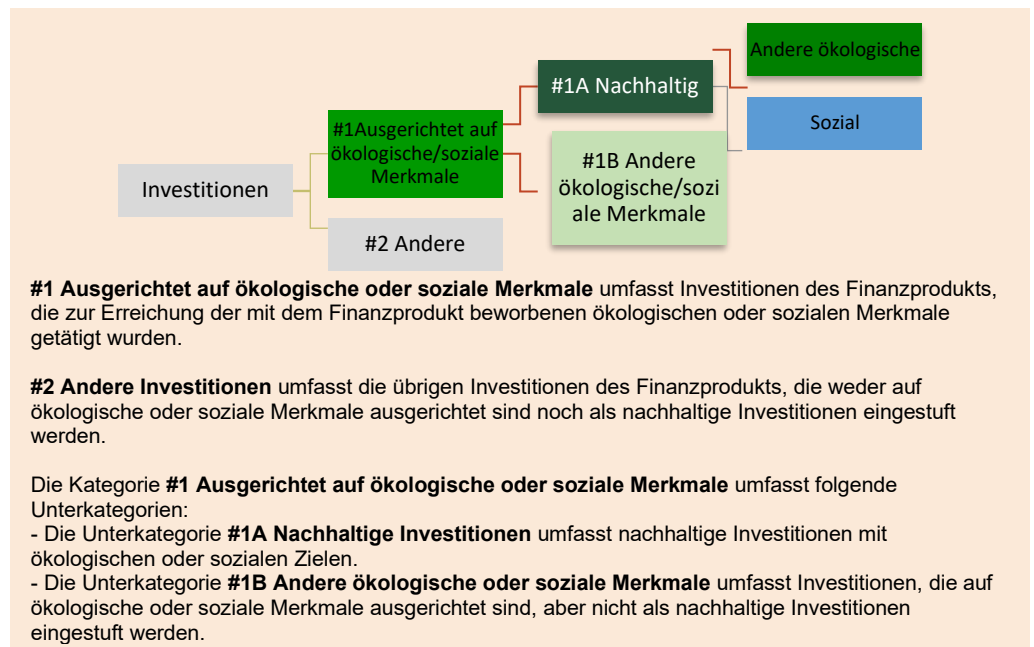 Andere ökologische
#1A Nachhaltig
Sozial
#1Ausgerichtet auf
ökologische/soziale
Merkmale
#1B Andere
ökologische/sozi
ale Merkmale
Investitionen
#2 Andere
#1 Ausgerichtet auf ökologische oder soziale Merkmale umfasst Investitionen des Finanzprodukts,
die zur Erreichung der mit dem Finanzprodukt beworbenen ökologischen oder sozialen Merkmale
getätigt wurden.
#2 Andere Investitionen umfasst die übrigen Investitionen des Finanzprodukts, die weder auf
ökologische oder soziale Merkmale ausgerichtet sind noch als nachhaltige Investitionen eingestuft
werden.
Die Kategorie #1 Ausgerichtet auf ökologische oder soziale Merkmale umfasst folgende
Unterkategorien:
- Die Unterkategorie #1A Nachhaltige Investitionen umfasst nachhaltige Investitionen mit
ökologischen oder sozialen Zielen.
- Die Unterkategorie #1B Andere ökologische oder soziale Merkmale umfasst Investitionen, die auf
ökologische oder soziale Merkmale ausgerichtet sind, aber nicht als nachhaltige Investitionen
eingestuft werden.